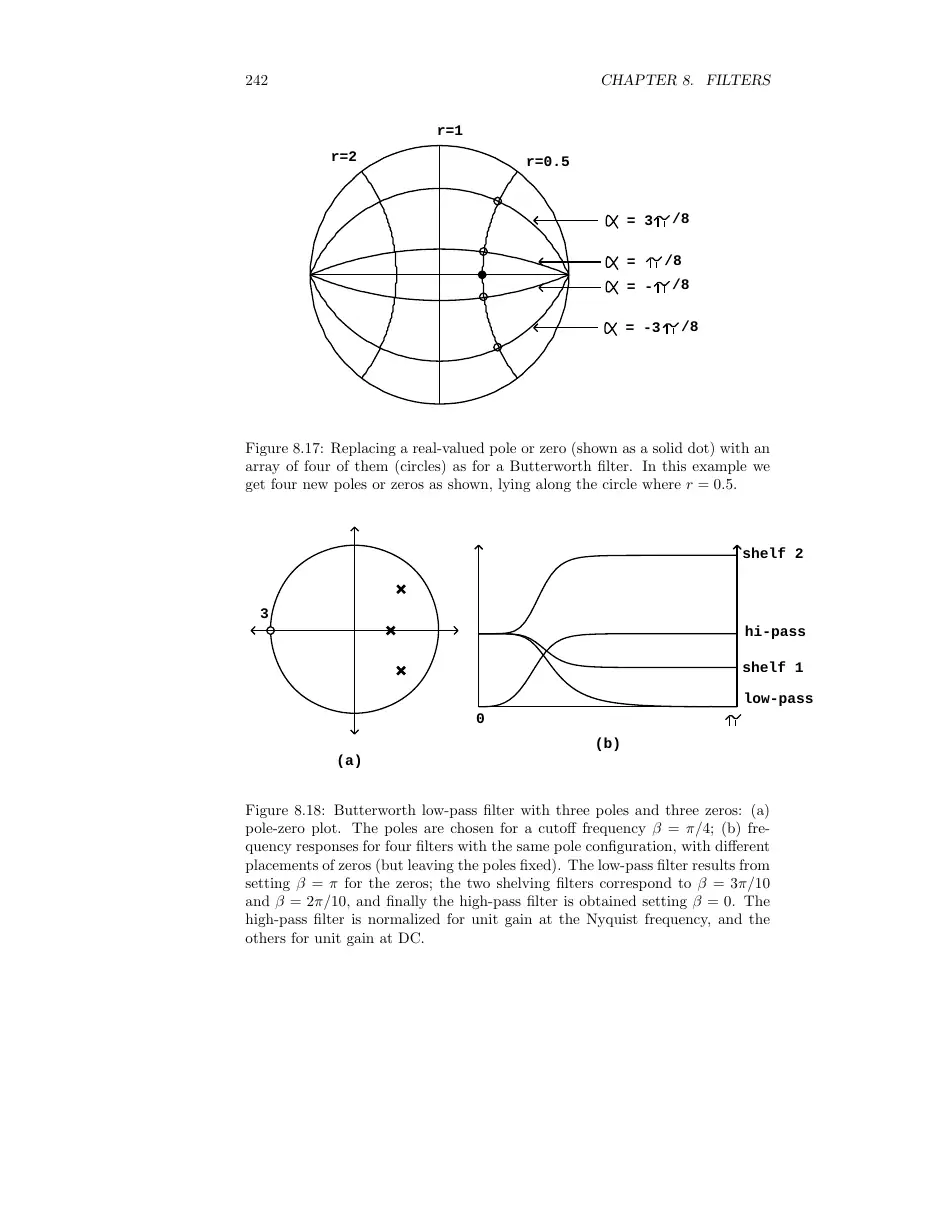 242 CHAPTER 8. FILTERS
r=1
r=2
r=0.5
α = 3π/8
α = π/8
α = -π/8
α = -3π/8
Figure 8.17: Replacing a real-valued pole or zero (shown as a solid dot) with an
array of four of them (circles) as for a Butterworth filter. In this example we
get four new poles or zeros as shown, lying along the circle where r = 0.5.
shelf 2
3
hi-pass
shelf 1
low-pass
0
π
(b)
(a)
Figure 8.18: Butterworth low-pass filter with three poles and three zeros: (a)
pole-zero plot. The poles are chosen for a cutoff frequency β = π/4; (b) fre-
quency responses for four filters with the same pole configuration, with different
placements of zeros (but leaving the poles fixed). The low-pass filter results from
setting β = π for the zeros; the two shelving filters correspond to β = 3π/10
and β = 2π/10, and finally the high-pass filter is obtained setting β = 0. The
high-pass filter is normalized for unit gain at the Nyquist frequency, and the
others for unit gain at DC.